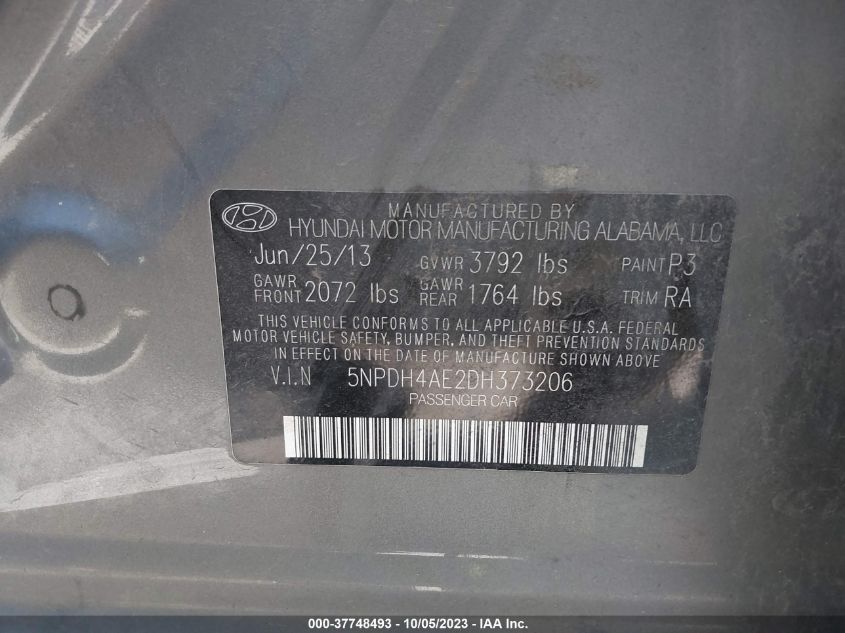 MANUFACTURED BY
HYUNDAI MOTOR MANUFACTURING ALABAMA, LLC
Jun/25/13 GVWR 3792 lbs PAINT P3
GAWR FRONT 2072 lbs GAWR REAR 1764 lbs TRIM RA
THIS VEHICLE CONFORMS TO ALL APPLICABLE U.S.A. FEDERAL
MOTOR VEHICLE SAFETY, BUMPER, AND THEFT PREVENTION STANDARDS
IN EFFECT ON THE DATE OF MANUFACTURE SHOWN ABOVE
V.I.N 5NPDH4AE2DH373206
PASSENGER CAR
000-37748493 - 10/05/2023 - IAA Inc.